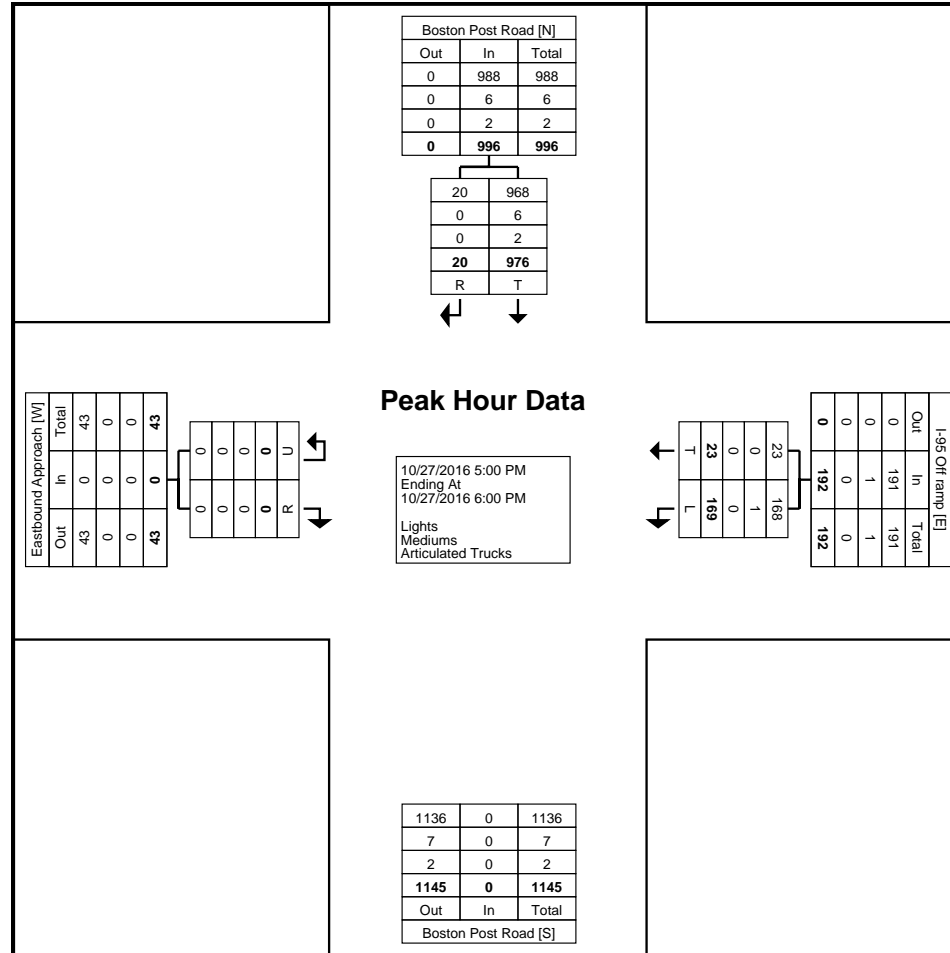 Boston Post Road [N]
Out In Total
0 988 988
0 6 6
0 2 2
0 996 996
20 968
0 6
0 2
20 976
R T
Peak Hour Data
Eastbound Approach [W]
Total In Out
43 0 43
0 0 0
0 0 0
43 0 43
0 0
0 0
0 0
0 0
U R
10/27/2016 5:00 PM
Ending At
10/27/2016 6:00 PM
Lights
Mediums
Articulated Trucks
T L
23 169
0 0
0 1
23 168
I-95 Off ramp [E]
Out In Total
0 191 191
0 1 1
0 0 0
0 192 192
1136 0 1136
7 0 7
2 0 2
1145 0 1145
Out In Total
Boston Post Road [S]